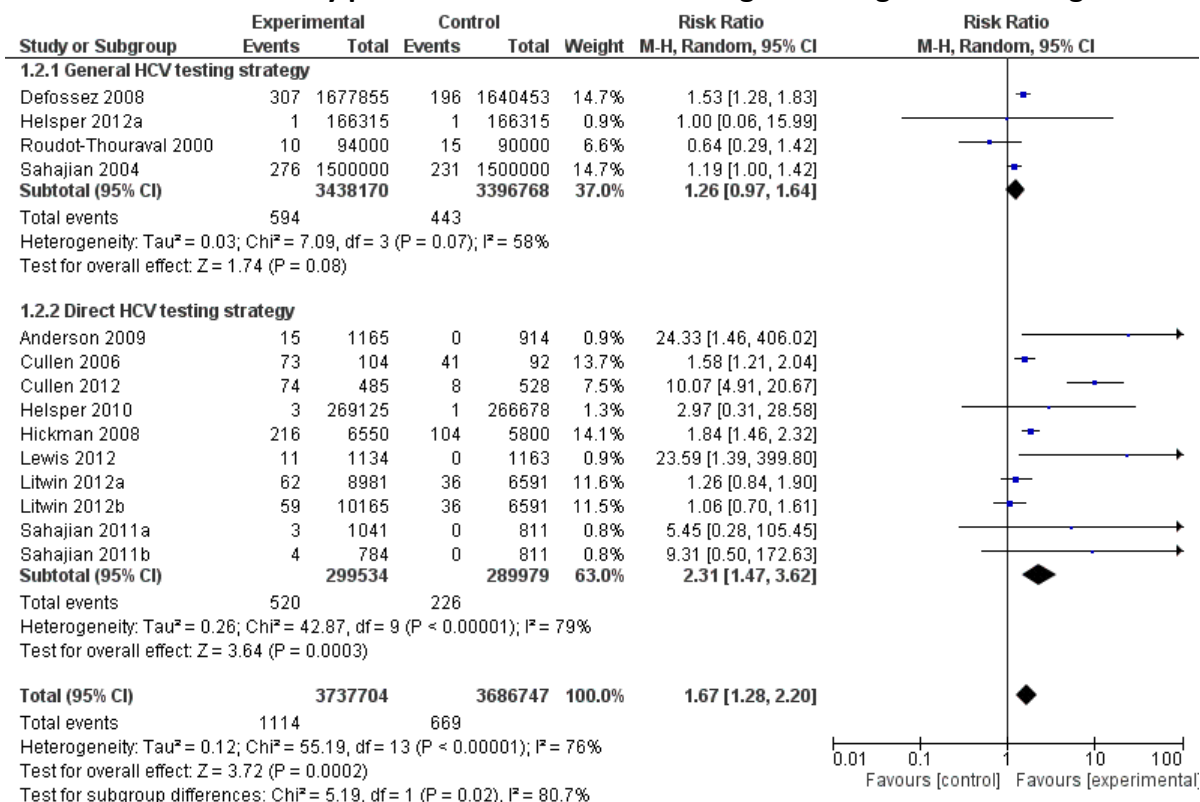 Experimental Control Risk Ratio Risk Ratio
Study or Subgroup Events Total Events Total Weight M-H, Random, 95% CI M-H, Random, 95% CI
1.2.1 General HCV testing strategy
Defossez 2008 307 1677855 196 1640453 14.7% 1.53 [1.28, 1.83]
Helsper 2012a 1 166315 1 166315 0.9% 1.00 [0.06, 15.99]
Roudot-Thouraval 2000 10 94000 15 90000 6.6% 0.64 [0.29, 1.42]
Sahajian 2004 276 1500000 231 1500000 14.7% 1.19 [1.00, 1.42]
Subtotal (95% CI) 3438170 3396768 37.0% 1.26 [0.97, 1.64]
Total events 594 443
Heterogeneity: Tau² = 0.03; Chi² = 7.09, df = 3 (P = 0.07); I² = 58%
Test for overall effect: Z = 1.74 (P = 0.08)
1.2.2 Direct HCV testing strategy
Anderson 2009 15 1165 0 914 0.9% 24.33 [1.46, 406.02]
Cullen 2006 73 104 41 92 13.7% 1.58 [1.21, 2.04]
Cullen 2012 74 485 8 528 7.5% 10.07 [4.91, 20.67]
Helsper 2010 3 269125 1 266678 1.3% 2.97 [0.31, 28.58]
Hickman 2008 216 6550 104 5800 14.1% 1.84 [1.46, 2.32]
Lewis 2012 11 1134 0 1163 0.9% 23.59 [1.39, 399.80]
Litwin 2012a 62 8981 36 6591 11.6% 1.26 [0.84, 1.90]
Litwin 2012b 59 10165 36 6591 11.5% 1.06 [0.70, 1.61]
Sahajian 2011a 3 1041 0 811 0.8% 5.45 [0.28, 105.45]
Sahajian 2011b 4 784 0 811 0.8% 9.31 [0.50, 172.63]
Subtotal (95% CI) 299534 289979 63.0% 2.31 [1.47, 3.62]
Total events 520 226
Heterogeneity: Tau² = 0.26; Chi² = 42.87, df = 9 (P < 0.00001); I² = 79%
Test for overall effect: Z = 3.64 (P = 0.0003)
Total (95% CI) 3737704 3686747 100.0% 1.67 [1.28, 2.20]
Total events 1114 669
Heterogeneity: Tau² = 0.12; Chi² = 55.19, df = 13 (P < 0.00001); I² = 76%
Test for overall effect: Z = 3.72 (P = 0.0002)
Test for subgroup differences: Chi² = 5.19, df = 1 (P = 0.02), I² = 80.7%
0.01 0.1 1 10 100
Favours [control] Favours [experimental]